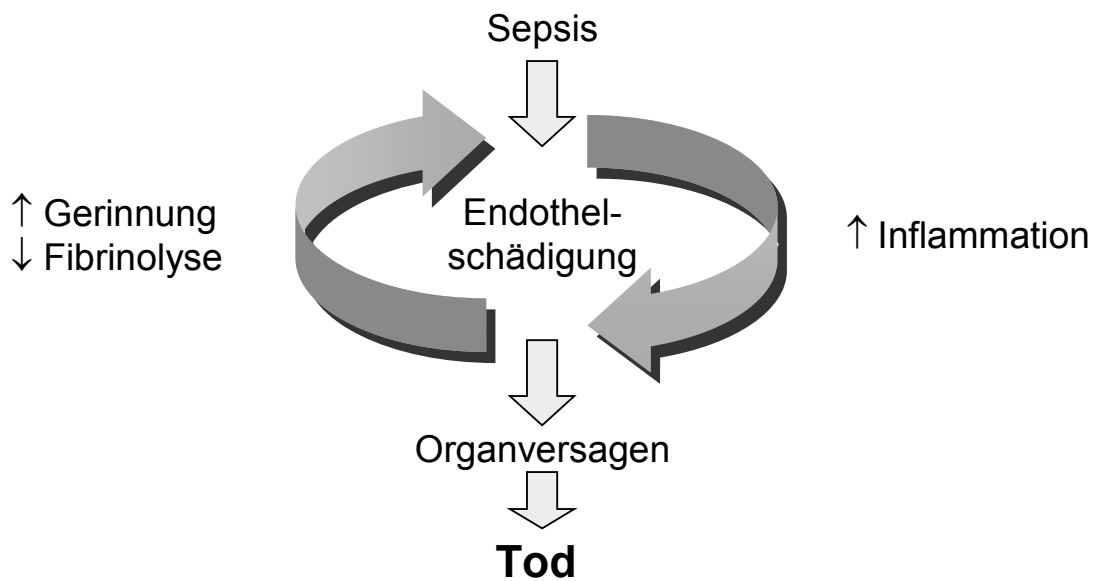 Sepsis
↑ Gerinnung
↓ Fibrinolyse
Endothel-
schädigung
↑ Inflammation
Organversagen
Tod